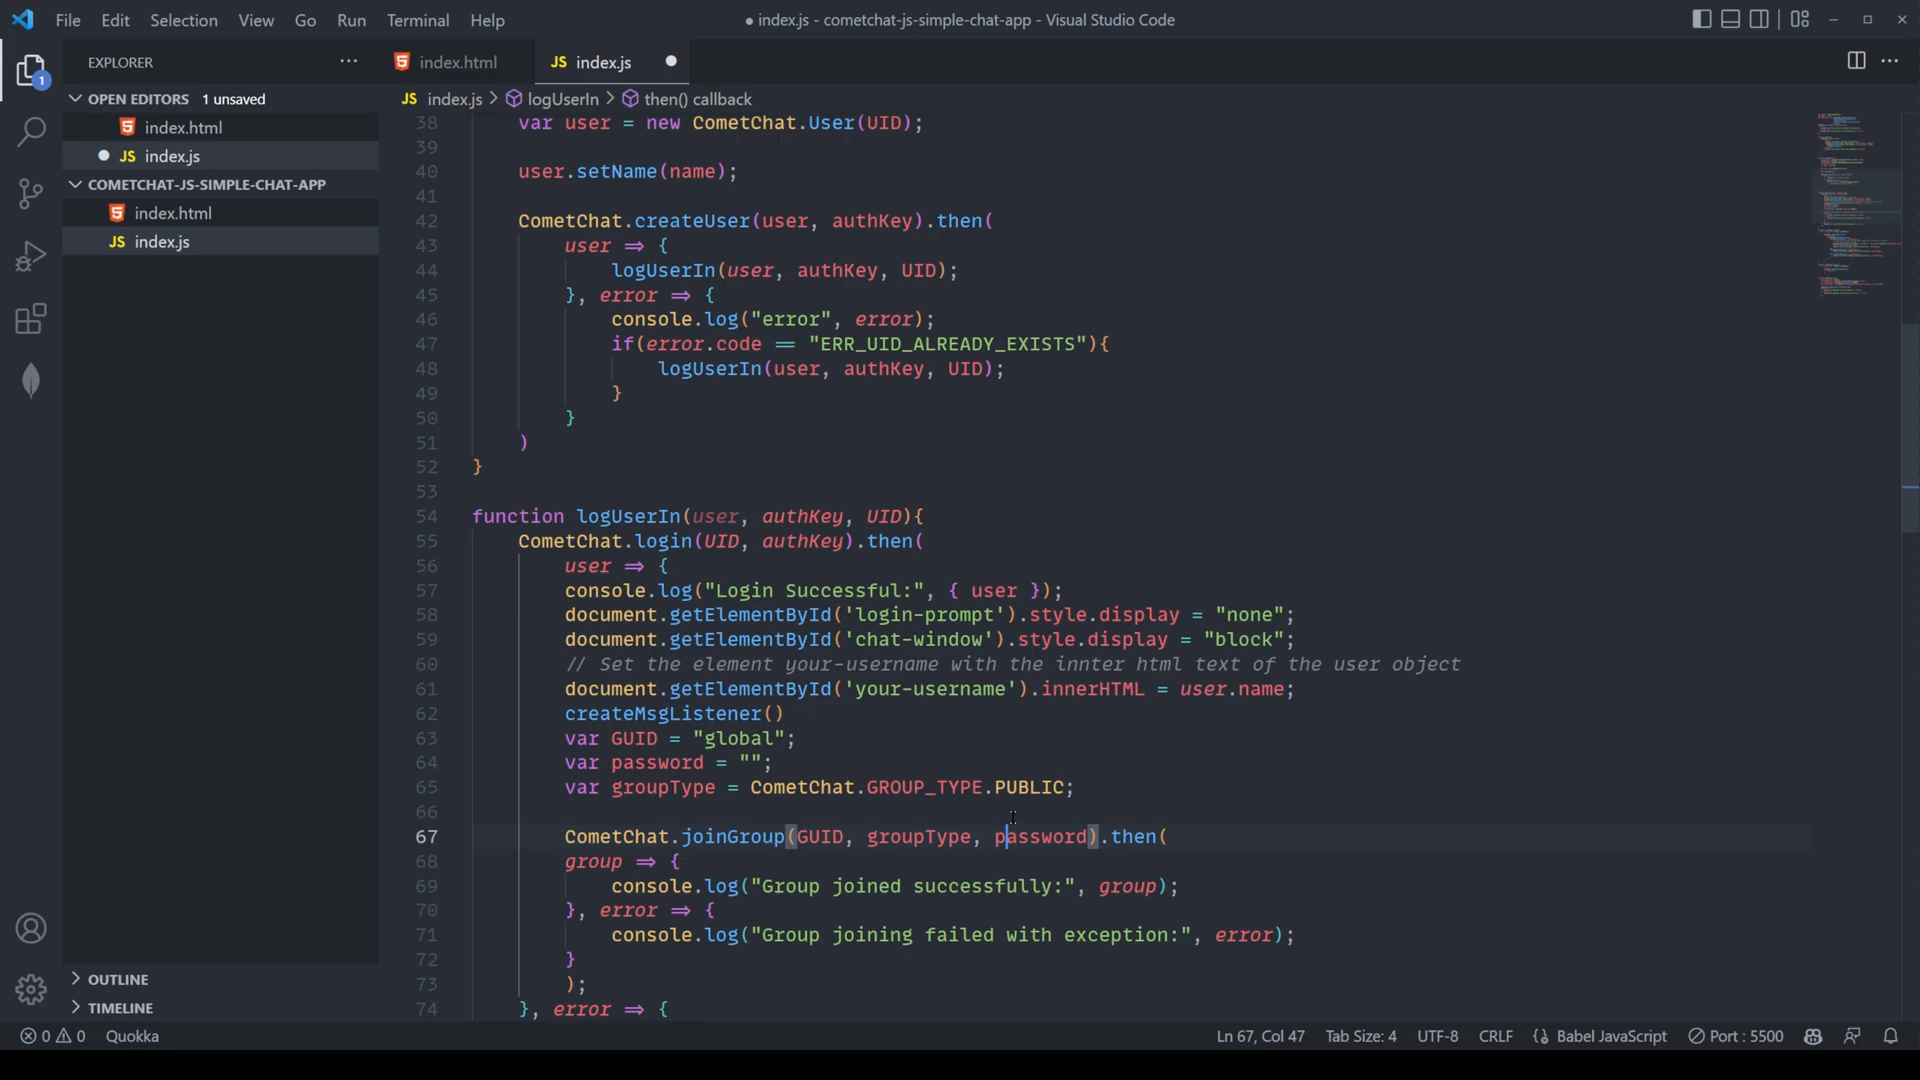 File Edit Selection View Go Run Terminal Help
● index.js - cometchat-js-simple-chat-app - Visual Studio Code
EXPLORER
index.html
JS index.js
OPEN EDITORS 1 unsaved
index.html
JS index.js
COMETCHAT-JS-SIMPLE-CHAT-APP
index.html
JS index.js
OUTLINE
TIMELINE
1
JS index.js > logUserIn > then() callback
38 var user = new CometChat.User(UID);
39
40 user.setName(name);
41
42 CometChat.createUser(user, authKey).then(
43 user => {
44 logUserIn(user, authKey, UID);
45 }, error => {
46 console.log("error", error);
47 if(error.code == "ERR_UID_ALREADY_EXISTS"){
48 logUserIn(user, authKey, UID);
49 }
50 }
51 )
52 }
53
54 function logUserIn(user, authKey, UID){
55 CometChat.login(UID, authKey).then(
56 user => {
57 console.log("Login Successful:", { user });
58 document.getElementById('login-prompt').style.display = "none";
59 document.getElementById('chat-window').style.display = "block";
60 // Set the element your-username with the innter html text of the user object
61 document.getElementById('your-username').innerHTML = user.name;
62 createMsgListener()
63 var GUID = "global";
64 var password = "";
65 var groupType = CometChat.GROUP_TYPE.PUBLIC;
66
67 CometChat.joinGroup(GUID, groupType, password).then(
68 group => {
69 console.log("Group joined successfully:", group);
70 }, error => {
71 console.log("Group joining failed with exception:", error);
72 }
73 );
74 }, error => {
0 0 Quokka
Ln 67, Col 47 Tab Size: 4 UTF-8 CRLF Babel JavaScript Port : 5500